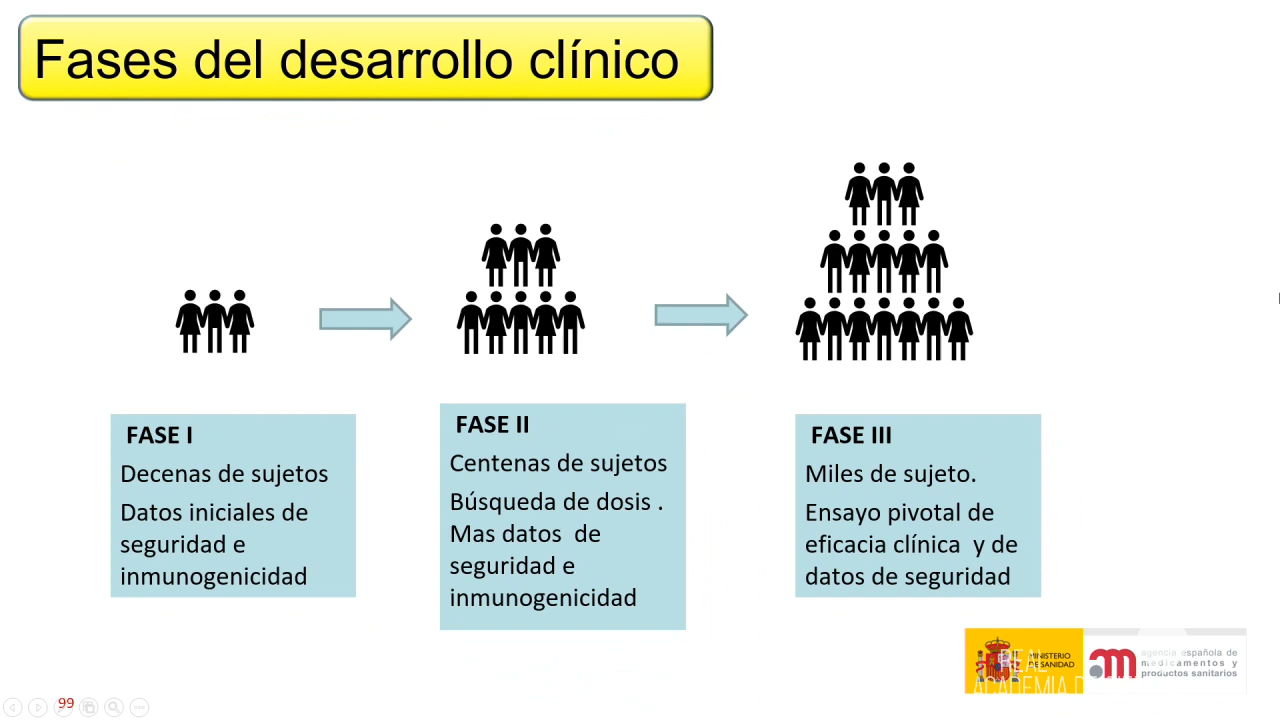 Fases del desarrollo clínico
FASE I
Decenas de sujetos
Datos iniciales de
seguridad e
inmunogenicidad
FASE II
Centenas de sujetos
Búsqueda de dosis .
Mas datos  de
seguridad e
inmunogenicidad
FASE III
Miles de sujeto.
Ensayo pivotal de
eficacia clínica  y de
datos de seguridad
MINISTERIO
DE SANIDAD
agencia española de
medicamentos y
productos sanitarios
REAL
ACADEMIA
99